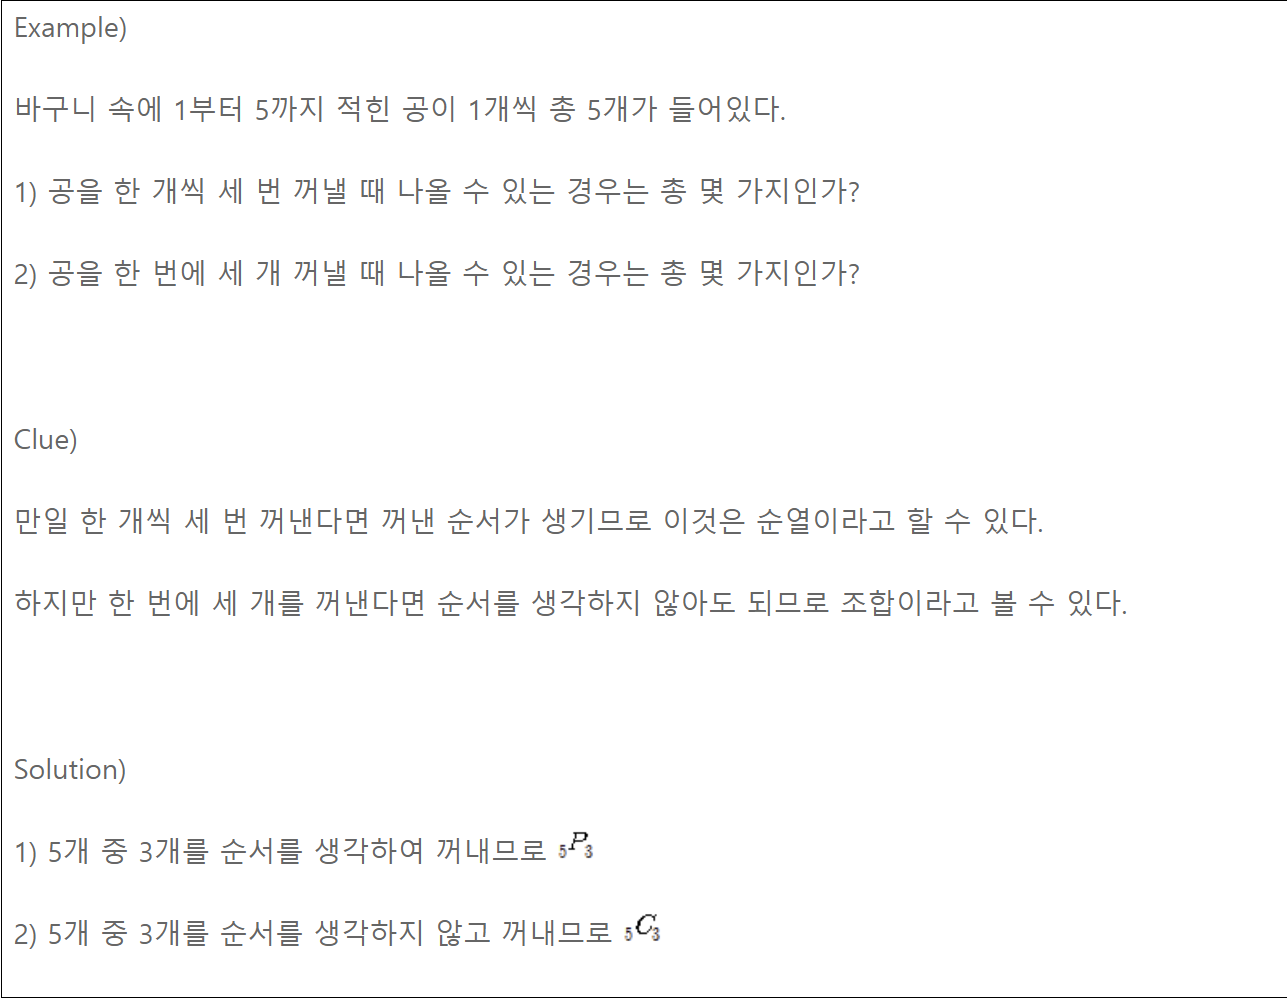 Example)
바구니 속에 1부터 5까지 적힌 공이 1개씩 총 5개가 들어있다.
1) 공을 한 개씩 세 번 꺼낼 때 나올 수 있는 경우는 총 몇 가지인가?
2) 공을 한 번에 세 개 꺼낼 때 나올 수 있는 경우는 총 몇 가지인가?
Clue)
만일 한 개씩 세 번 꺼낸다면 꺼낸 순서가 생기므로 이것은 순열이라고 할 수 있다.
하지만 한 번에 세 개를 꺼낸다면 순서를 생각하지 않아도 되므로 조합이라고 볼 수 있다.
Solution)
1) 5개 중 3개를 순서를 생각하여 꺼내므로 ₅P₃
2) 5개 중 3개를 순서를 생각하지 않고 꺼내므로 ₅C₃